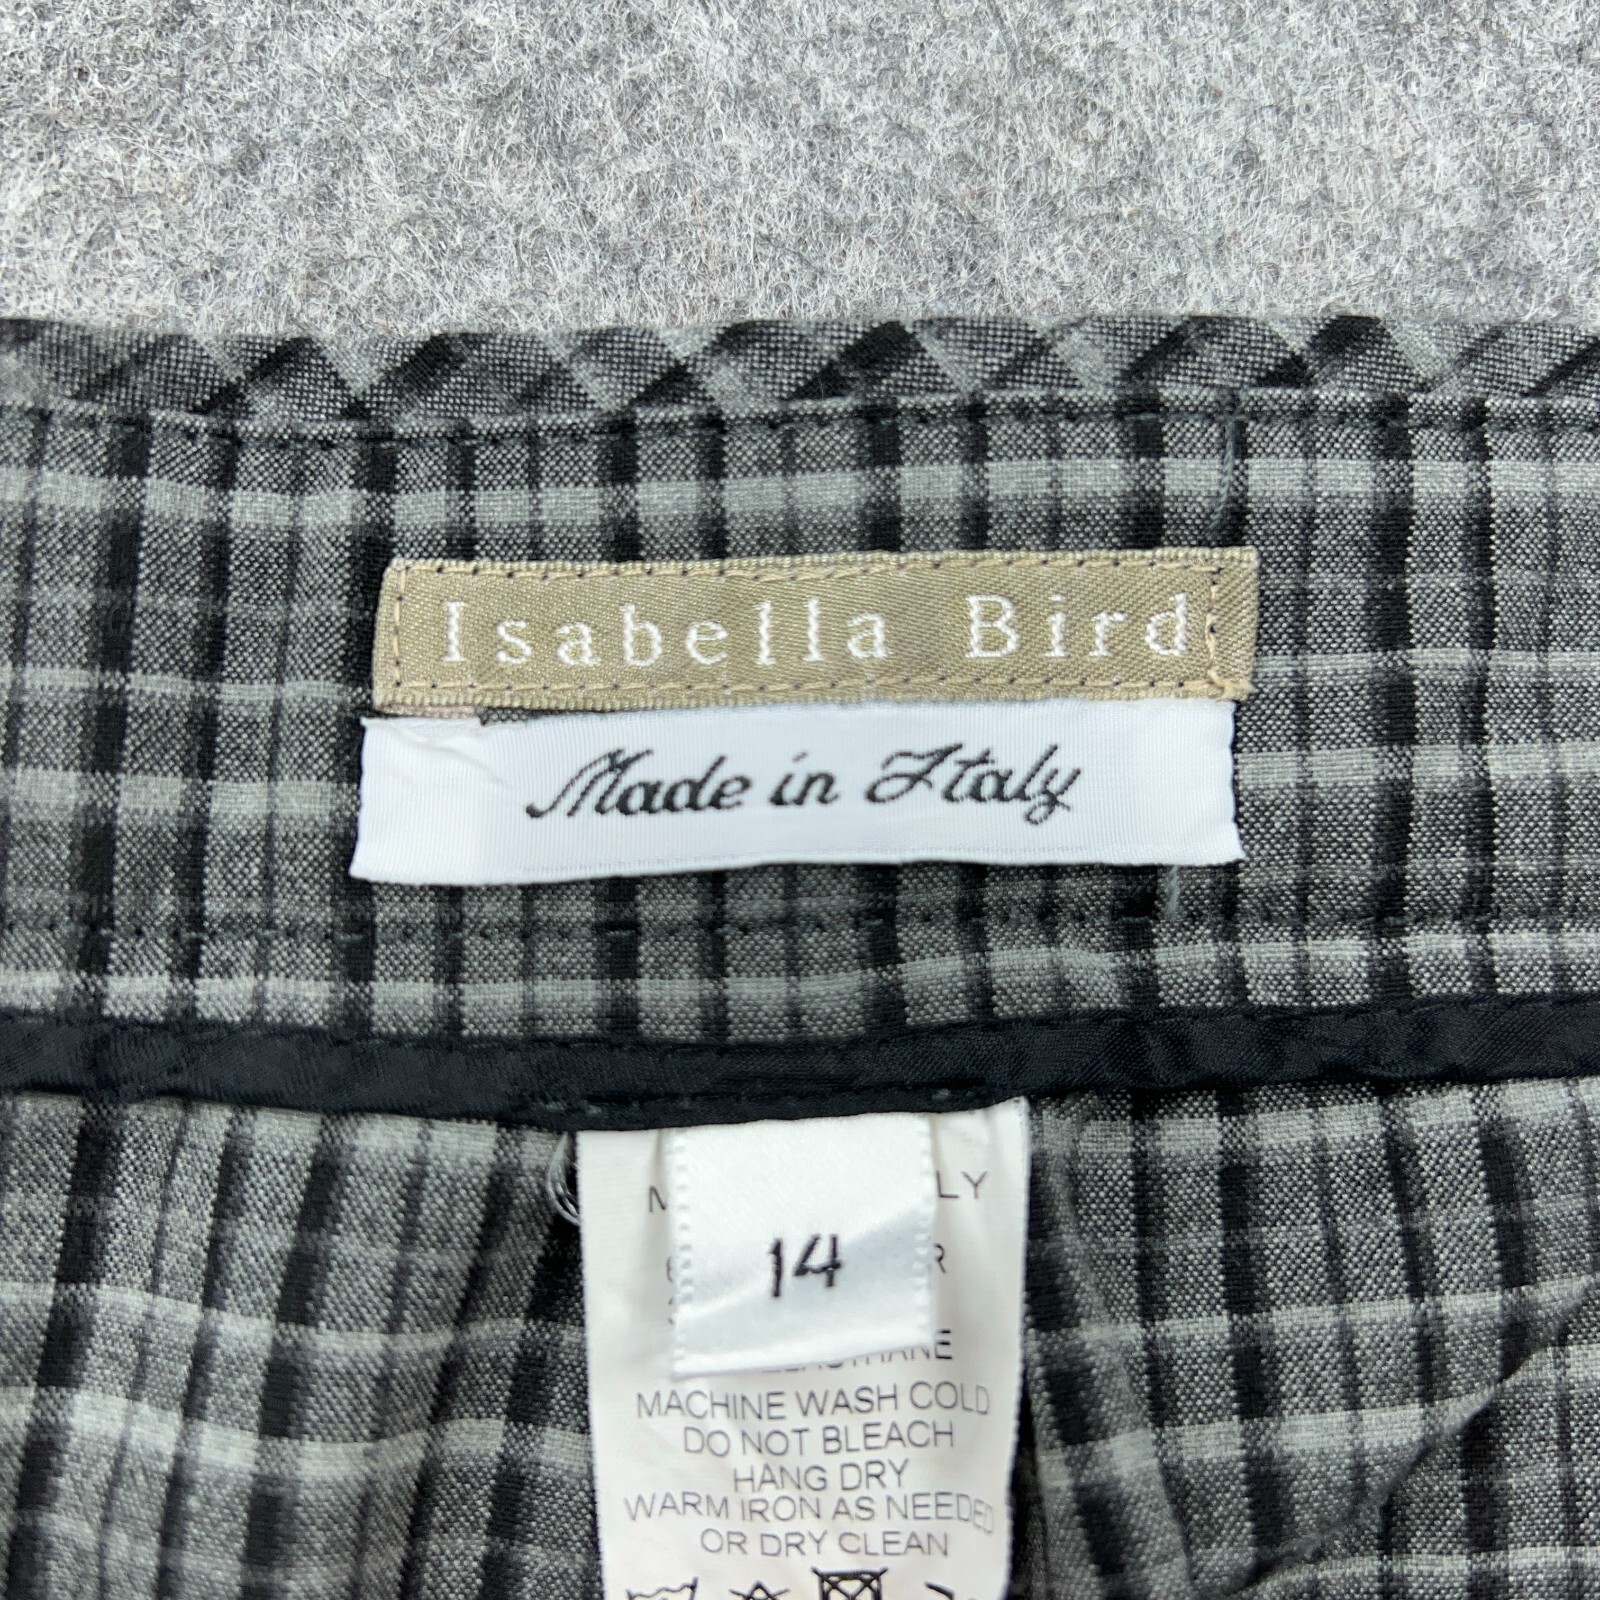 Isabella Bird
Made in Italy
14
MACHINE WASH COLD
DO NOT BLEACH
HANG DRY
WARM IRON AS NEEDED
OR DRY CLEAN